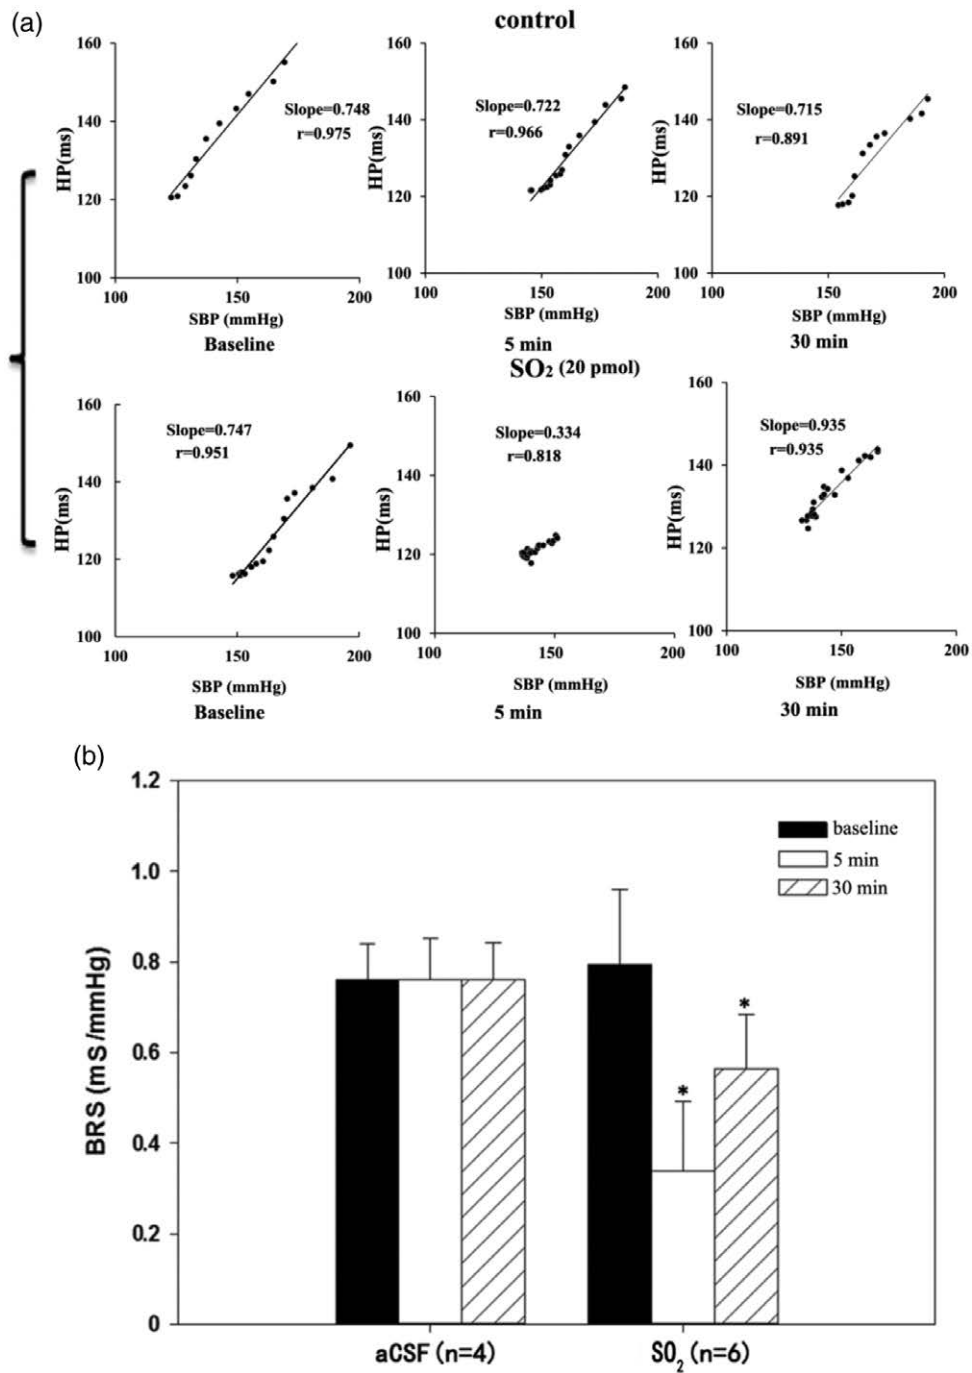 (a)
control
160
140
120
100
HP(ms)
Slope=0.748
r=0.975
100 150 200
SBP (mmHg)
Baseline
160
140
120
100
HP(ms)
Slope=0.722
r=0.966
100 150 200
SBP (mmHg)
5 min
160
140
120
100
HP(ms)
Slope=0.715
r=0.891
100 150 200
SBP (mmHg)
30 min
SO₂ (20 pmol)
160
140
120
100
HP(ms)
Slope=0.747
r=0.951
100 150 200
SBP (mmHg)
Baseline
160
140
120
100
HP(ms)
Slope=0.334
r=0.818
100 150 200
SBP (mmHg)
5 min
160
140
120
100
HP(ms)
Slope=0.935
r=0.935
100 150 200
SBP (mmHg)
30 min
(b)
1.2
1.0
0.8
0.6
0.4
0.2
0
BRS (mS/mmHg)
baseline
5 min
30 min
*
*
aCSF (n=4) SO₂ (n=6)